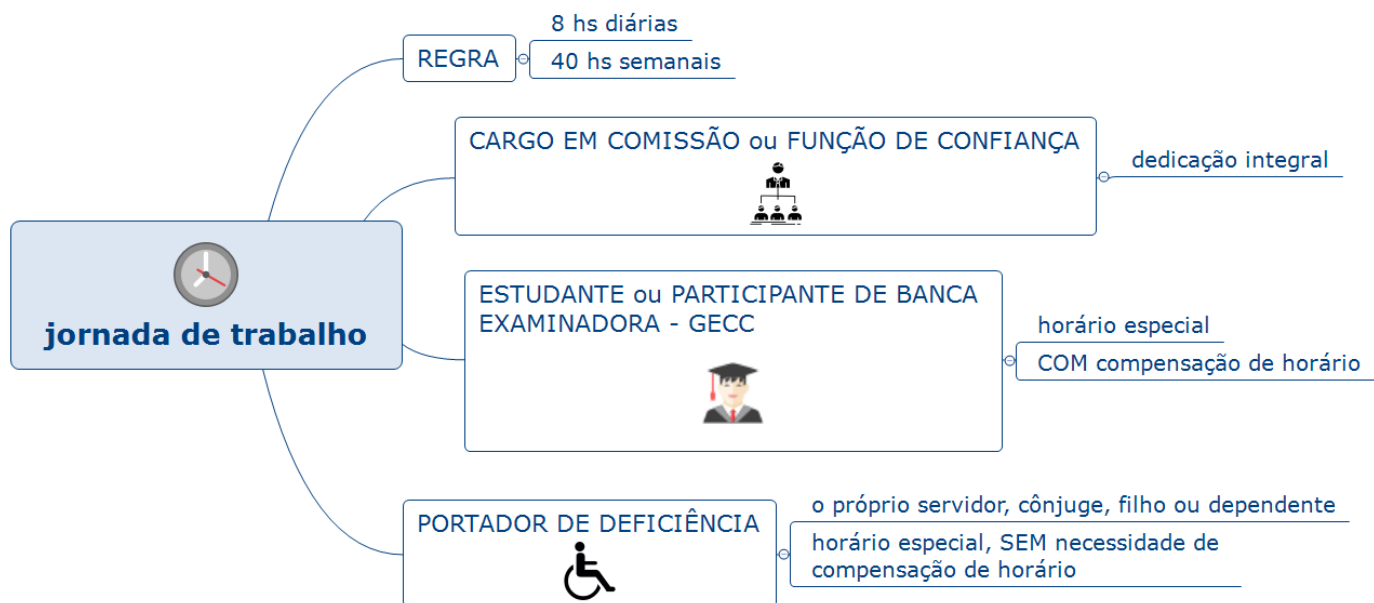 REGRA
8 hs diárias
40 hs semanais
CARGO EM COMISSÃO ou FUNÇÃO DE CONFIANÇA
dedicação integral
jornada de trabalho
ESTUDANTE ou PARTICIPANTE DE BANCA
EXAMINADORA - GECC
horário especial
COM compensação de horário
PORTADOR DE DEFICIÊNCIA
o próprio servidor, cônjuge, filho ou dependente
horário especial, SEM necessidade de
compensação de horário